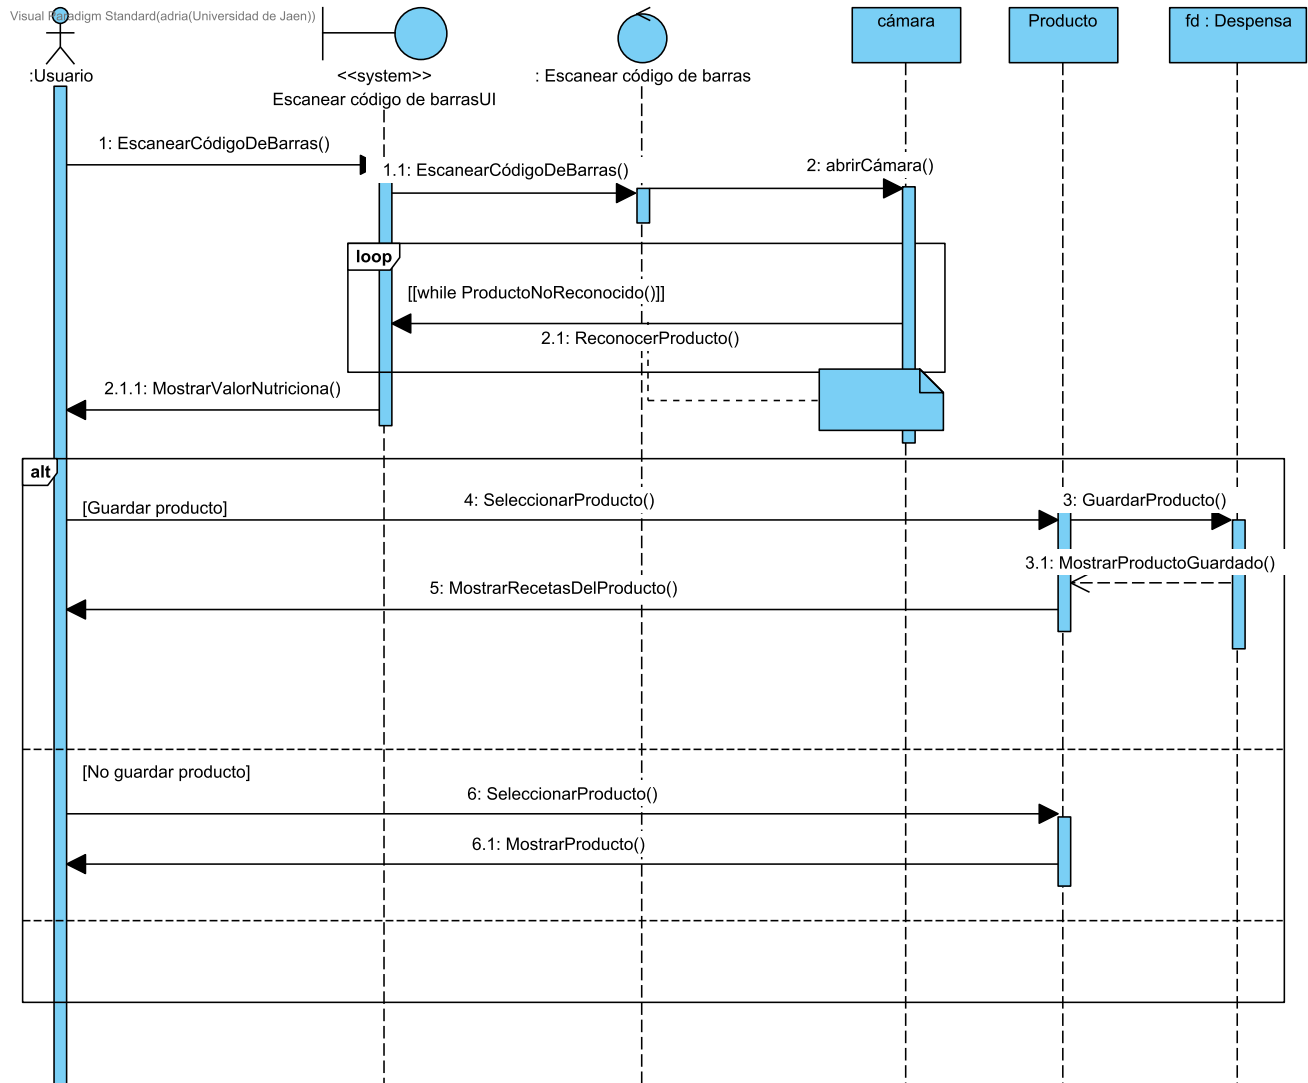 Visual Paradigm Standard(adria(Universidad de Jaen))
:Usuario
<<system>>
Escanear código de barrasUI
: Escanear código de barras
cámara
Producto
fd : Despensa
1: EscanearCódigoDeBarras()
1.1: EscanearCódigoDeBarras()
2: abrirCámara()
loop
[[while ProductoNoReconocido()]]
2.1: ReconocerProducto()
2.1.1: MostrarValorNutriciona()
alt
[Guardar producto]
4: SeleccionarProducto()
3: GuardarProducto()
3.1: MostrarProductoGuardado()
5: MostrarRecetasDelProducto()
[No guardar producto]
6: SeleccionarProducto()
6.1: MostrarProducto()